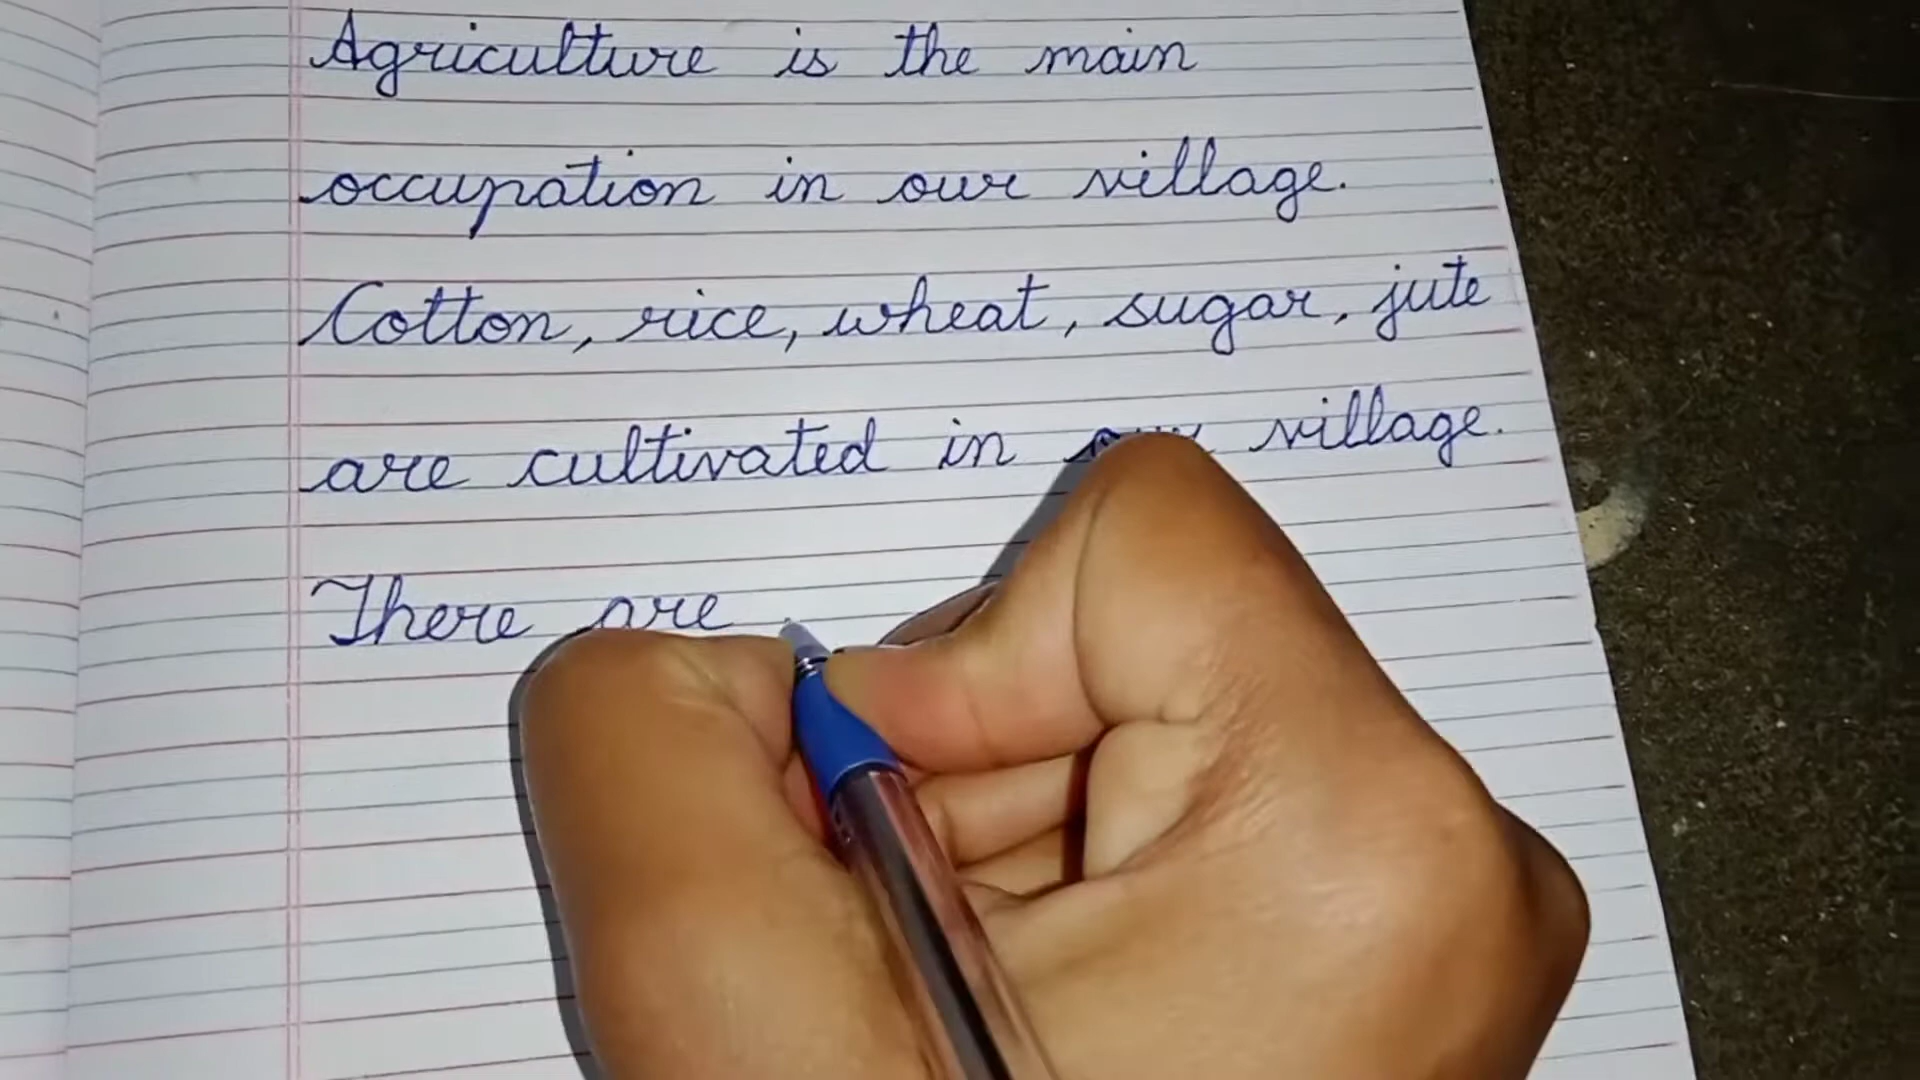 Agriculture is the main
occupation in our village.
Cotton, rice, wheat, sugar, jute
are cultivated in our village.
There are